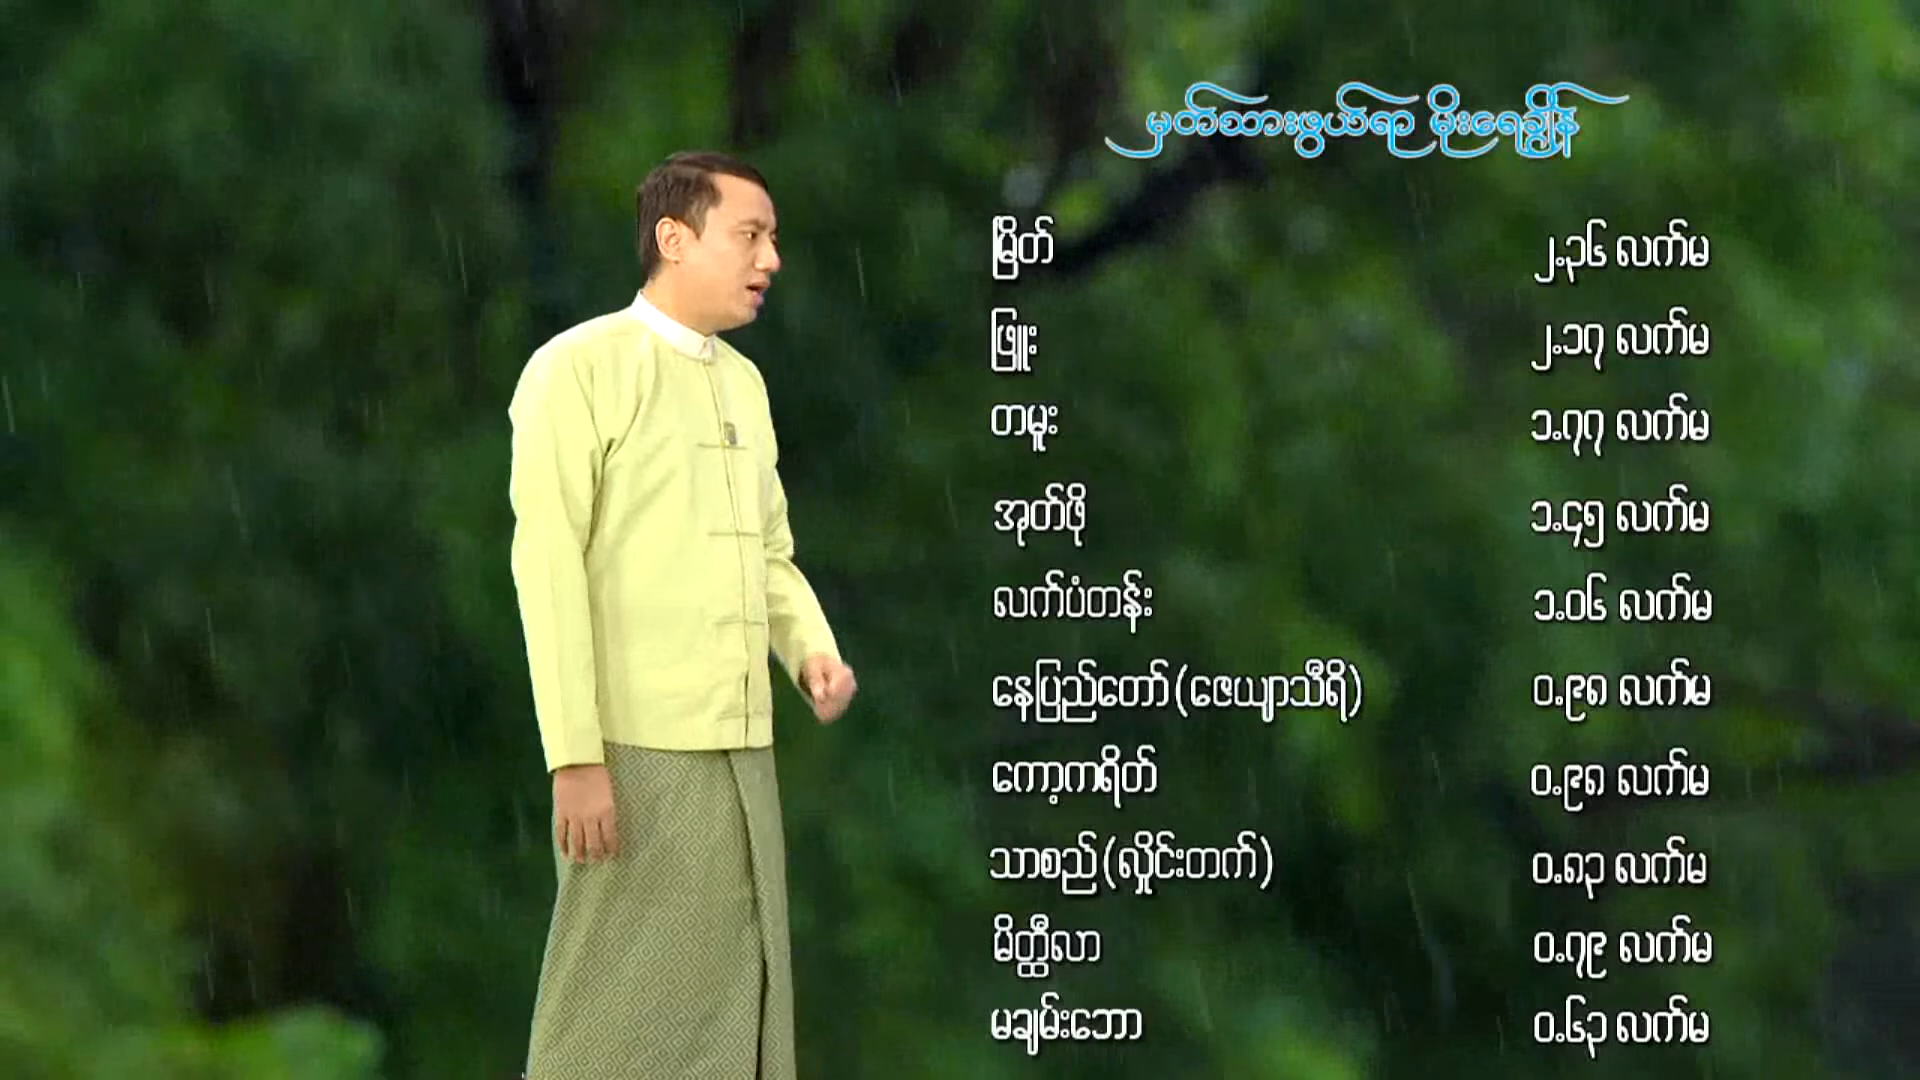 မှတ်သားဖွယ်ရာ မိုးရေချိန်
မြိတ် ၂.၃၆ လက်မ
ဖြူး ၂.၁၇ လက်မ
တမူး ၁.၇၇ လက်မ
အုတ်ဖို ၁.၄၅ လက်မ
လက်ပံတန်း ၁.၀၆ လက်မ
နေပြည်တော်(ဇေယျာသီရိ) ၀.၉၈ လက်မ
ကော့ကရိတ် ၀.၉၈ လက်မ
သာစည်(လှိုင်းတက်) ၀.၈၃ လက်မ
မိတ္ထီလာ ၀.၇၉ လက်မ
မချမ်းဘော ၀.၆၃ လက်မ